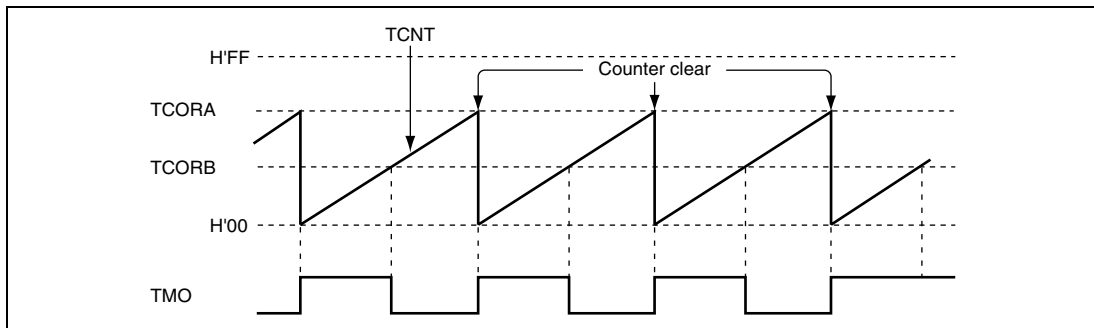 TCNT
H'FF
Counter clear
TCORA
TCORB
H'00
TMO